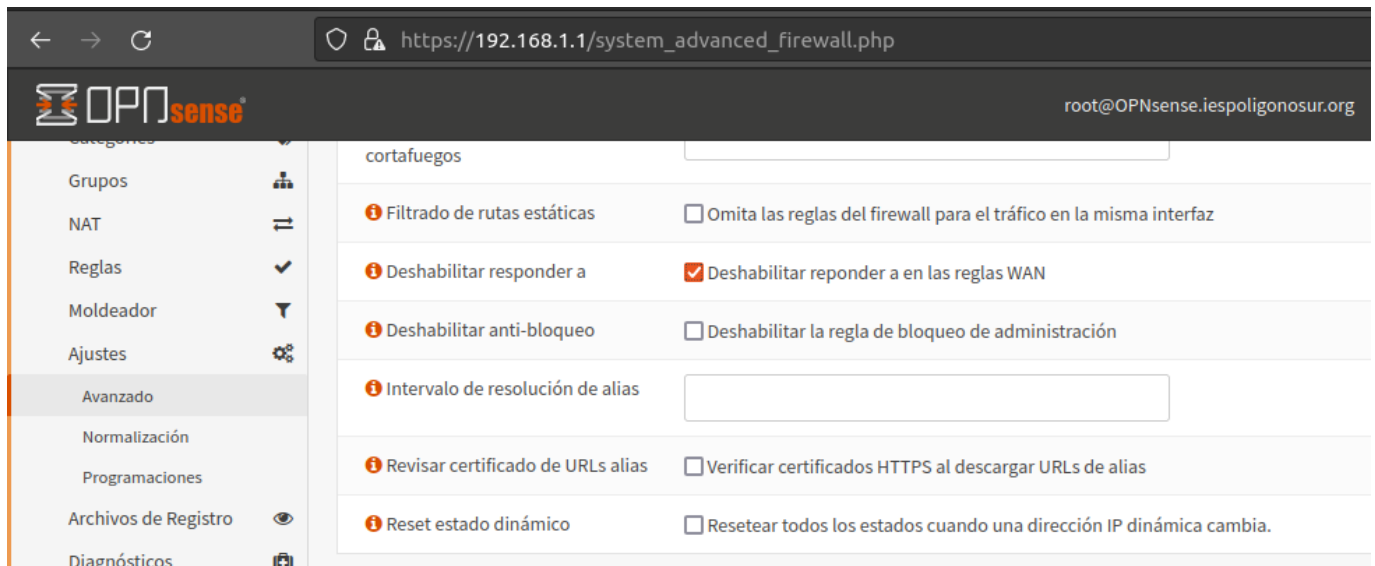 https://192.168.1.1/system_advanced_firewall.php
OPNsense
root@OPNsense.iespoligonosur.org
Categories
cortafuegos
Grupos
Filtrado de rutas estáticas
Omita las reglas del firewall para el tráfico en la misma interfaz
NAT
Reglas
Deshabilitar responder a
Deshabilitar reponder a en las reglas WAN
Moldeador
Deshabilitar anti-bloqueo
Deshabilitar la regla de bloqueo de administración
Ajustes
Avanzado
Intervalo de resolución de alias
Normalización
Revisar certificado de URLs alias
Verificar certificados HTTPS al descargar URLs de alias
Programaciones
Archivos de Registro
Reset estado dinámico
Resetear todos los estados cuando una dirección IP dinámica cambia.
Diagnósticos